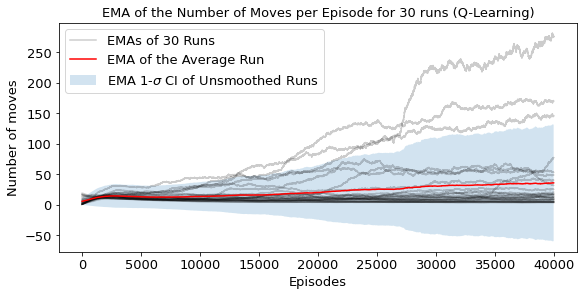 EMA of the Number of Moves per Episode for 30 runs (Q-Learning)
EMAs of 30 Runs
EMA of the Average Run
EMA 1-σ CI of Unsmoothed Runs
Number of moves
250
200
150
100
50
0
−50
0 5000 10000 15000 20000 25000 30000 35000 40000
Episodes